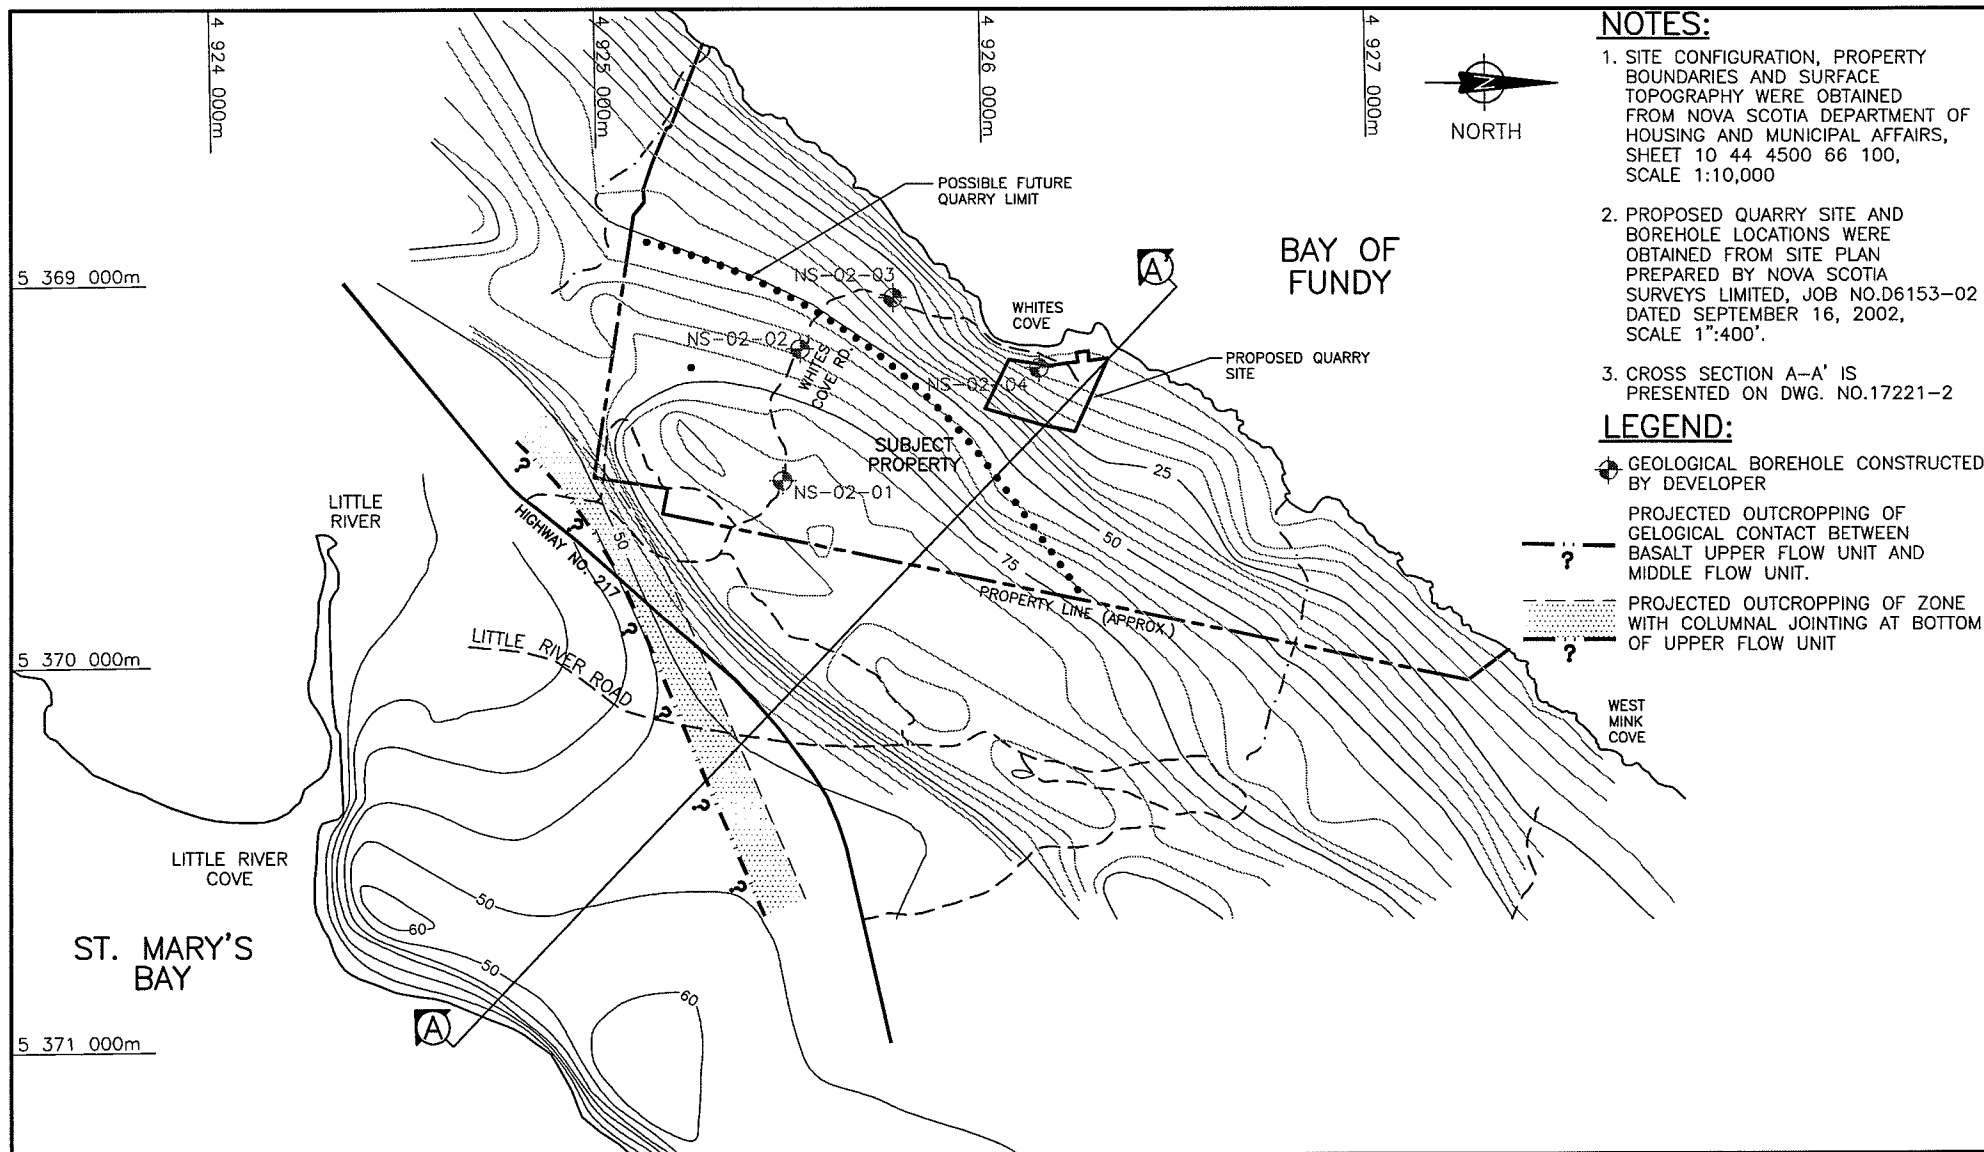 4 924 000m
4 925 000m
4 926 000m
4 927 000m
5 369 000m
5 370 000m
5 371 000m
NORTH
N
POSSIBLE FUTURE
QUARRY LIMIT
BAY OF
FUNDY
A'
NS-02-03
WHITES
COVE
NS-02-02
WHITES
COVE RD.
NS-02-04
PROPOSED QUARRY
SITE
SUBJECT
PROPERTY
25
NS-02-01
LITTLE
RIVER
HIGHWAY NO. 217
50
50
75
PROPERTY LINE (APPROX.)
LITTLE RIVER ROAD
?
?
?
?
?
?
WEST
MINK
COVE
LITTLE RIVER
COVE
50
60
50
60
ST. MARY'S
BAY
A
NOTES:
1. SITE CONFIGURATION, PROPERTY
BOUNDARIES AND SURFACE
TOPOGRAPHY WERE OBTAINED
FROM NOVA SCOTIA DEPARTMENT OF
HOUSING AND MUNICIPAL AFFAIRS,
SHEET 10 44 4500 66 100,
SCALE 1:10,000
2. PROPOSED QUARRY SITE AND
BOREHOLE LOCATIONS WERE
OBTAINED FROM SITE PLAN
PREPARED BY NOVA SCOTIA
SURVEYS LIMITED, JOB NO.D6153-02
DATED SEPTEMBER 16, 2002,
SCALE 1":400'.
3. CROSS SECTION A-A' IS
PRESENTED ON DWG. NO.17221-2
LEGEND:
GEOLOGICAL BOREHOLE CONSTRUCTED
BY DEVELOPER
PROJECTED OUTCROPPING OF
GELOGICAL CONTACT BETWEEN
BASALT UPPER FLOW UNIT AND
MIDDLE FLOW UNIT.
?
PROJECTED OUTCROPPING OF ZONE
WITH COLUMNAL JOINTING AT BOTTOM
OF UPPER FLOW UNIT
?